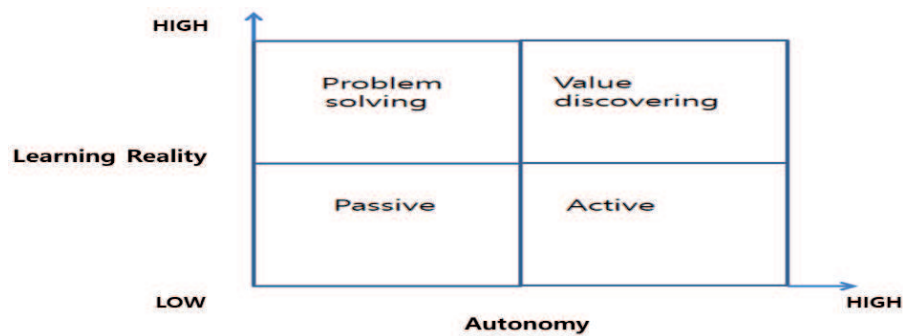 HIGH
Problem
solving
Value
discovering
Learning Reality
Passive
Active
LOW
HIGH
Autonomy